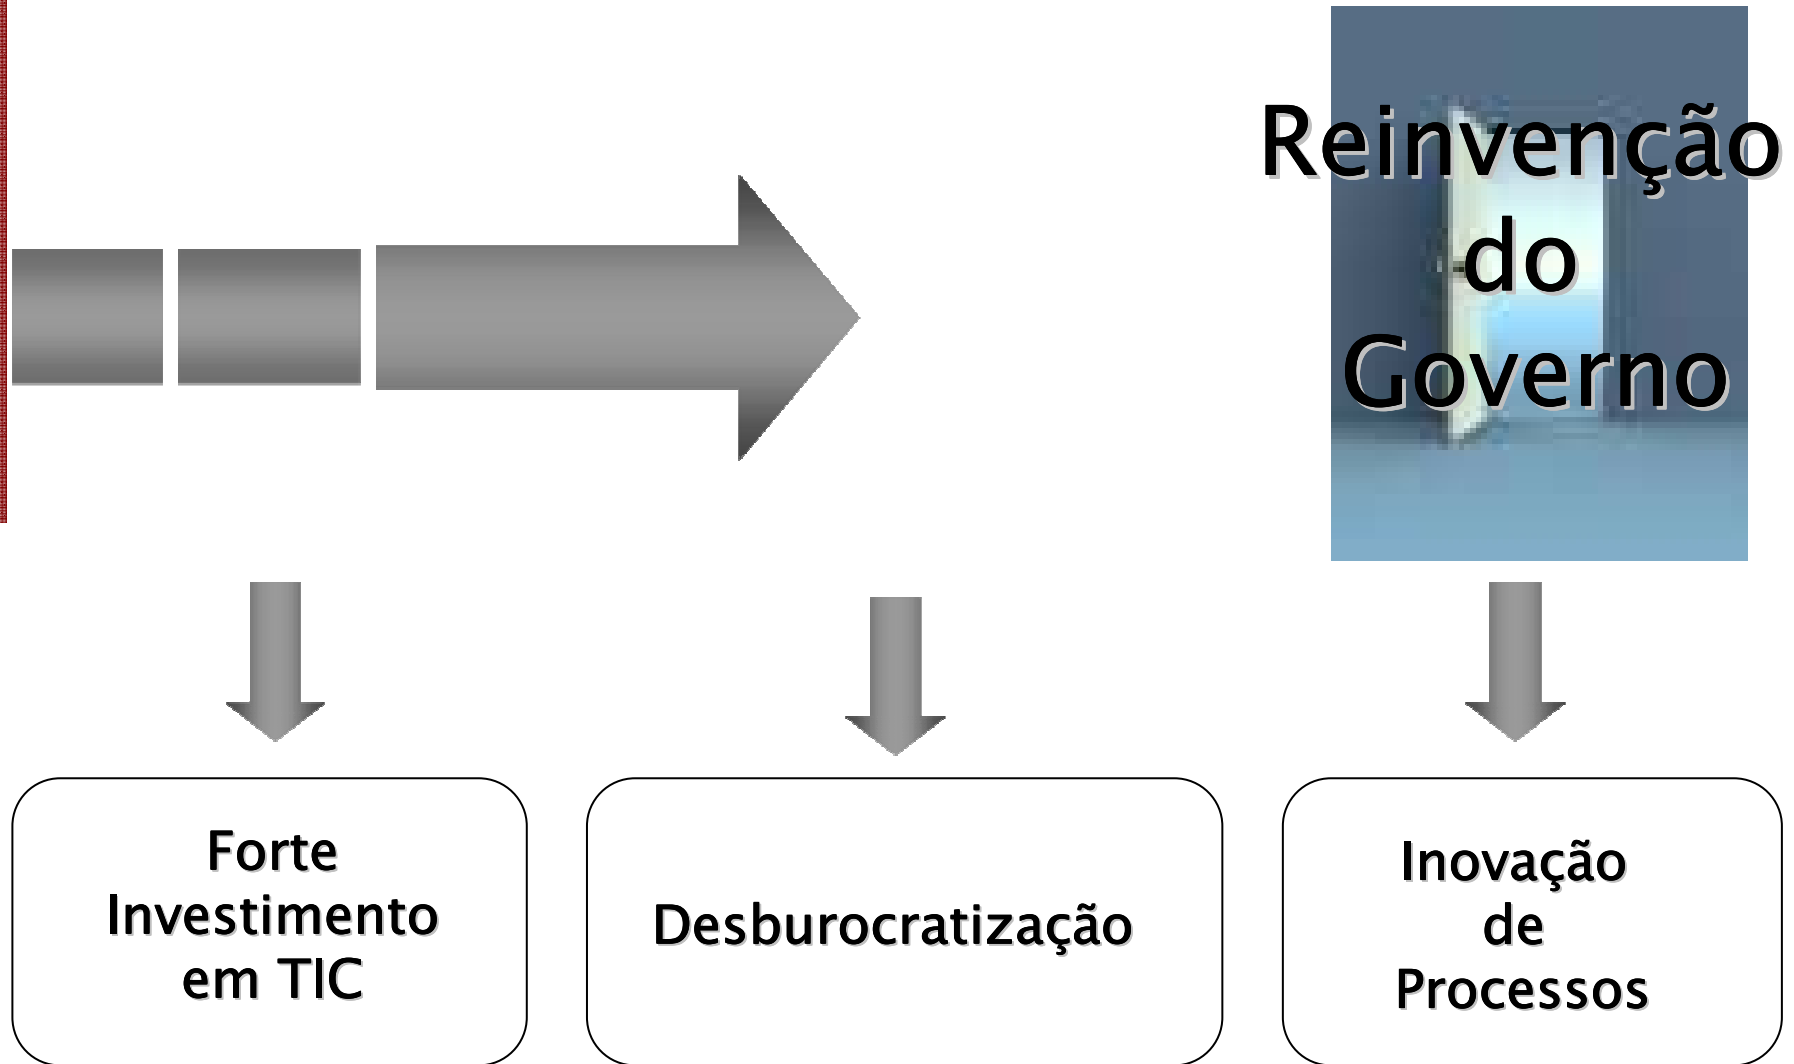 Reinvenção
do
Governo
Forte
Investimento
em TIC
Desburocratização
Inovação
de
Processos